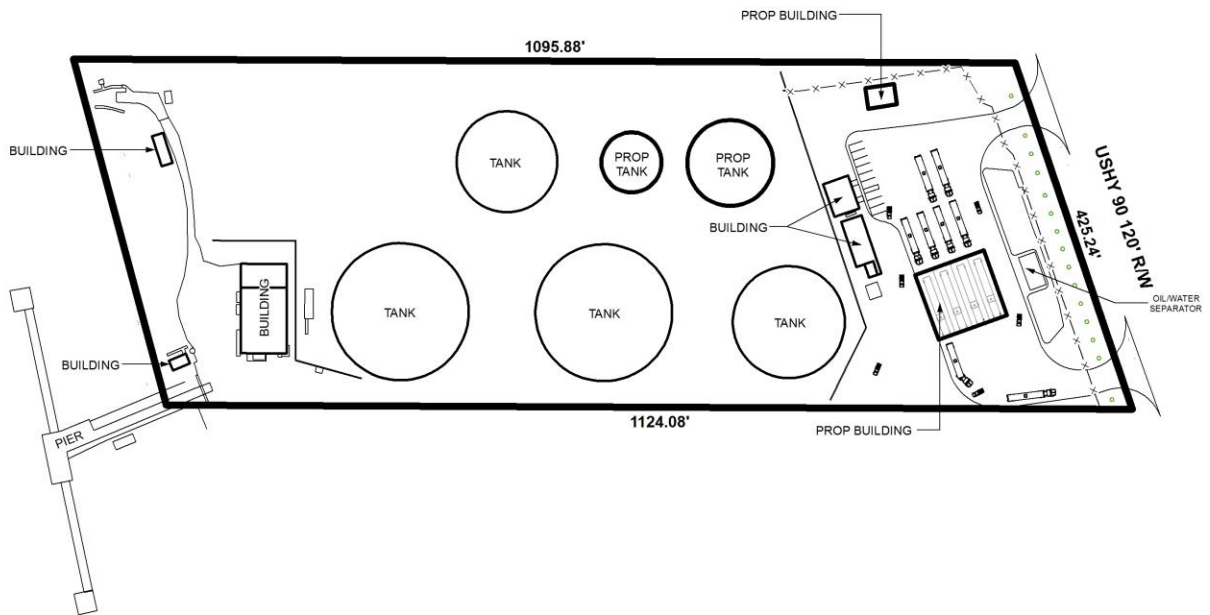 PROP BUILDING
1095.88'
BUILDING
TANK
PROP
TANK
PROP
TANK
USHY 90 120' R/W
425.24'
BUILDING
OIL/WATER
SEPARATOR
BUILDING
TANK
TANK
TANK
BUILDING
1124.08'
PROP BUILDING
PIER